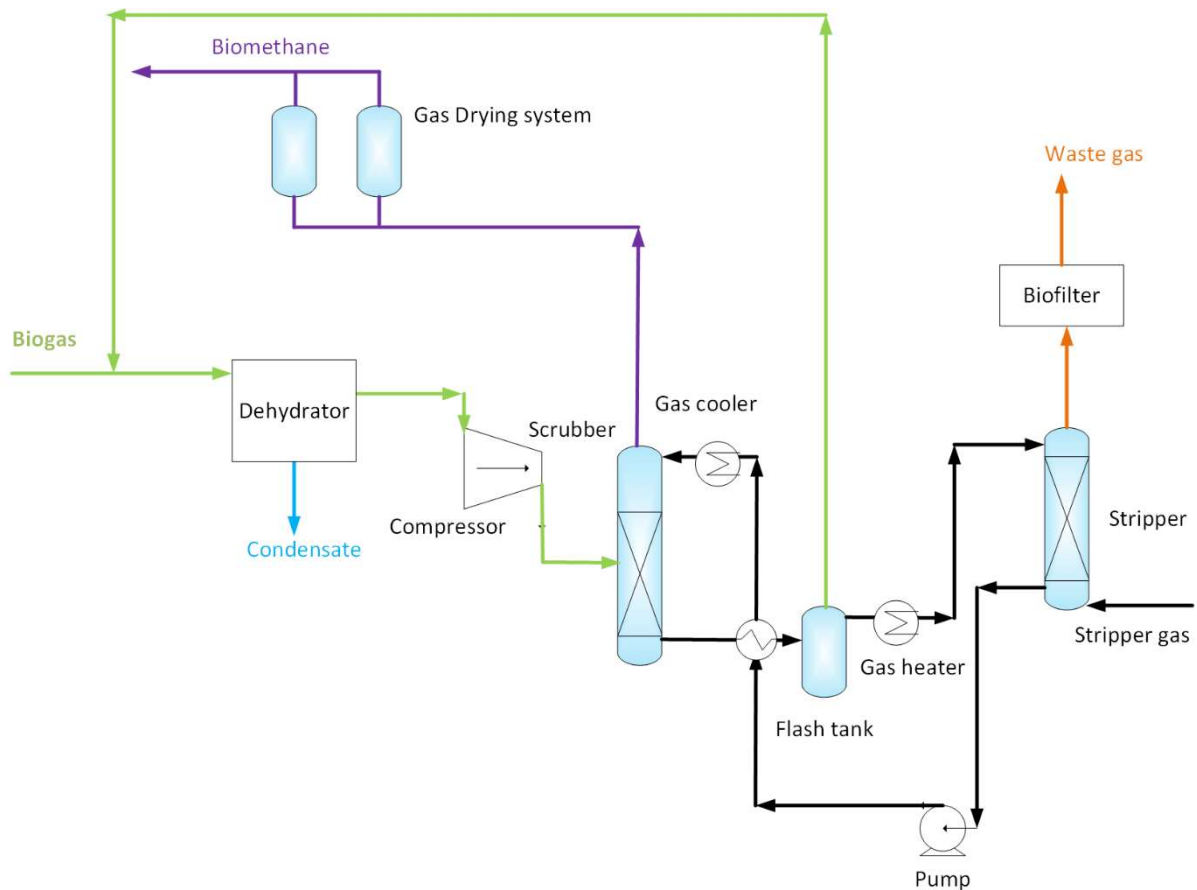 Biomethane
Gas Drying system
Waste gas
Biofilter
Biogas
Dehydrator
Gas cooler
Scrubber
Compressor
Condensate
Stripper
Stripper gas
Gas heater
Flash tank
Pump